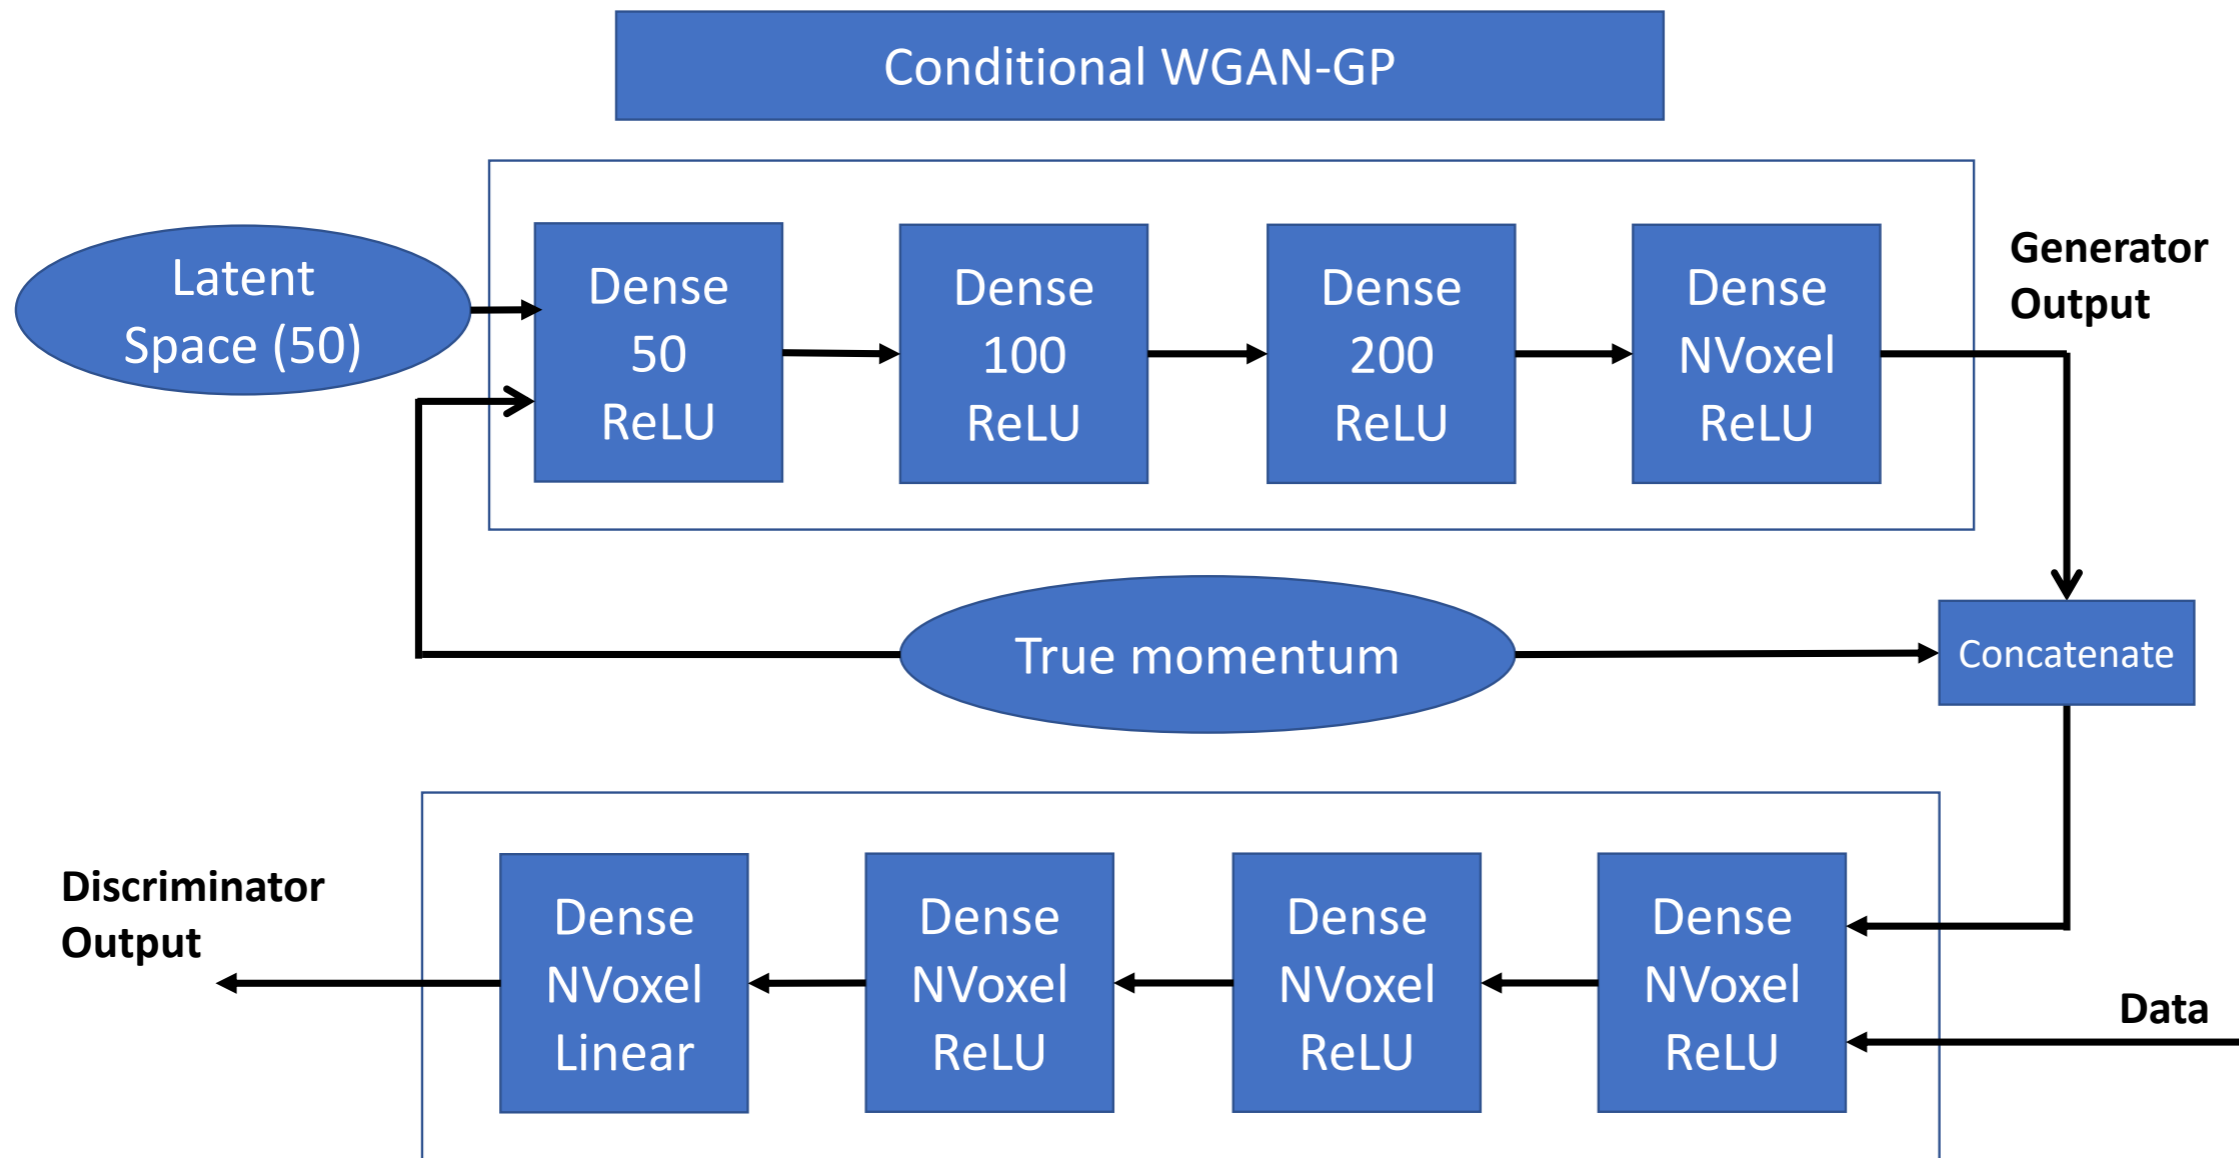 Conditional WGAN-GP
Latent
Space (50)
Dense
50
ReLU
Dense
100
ReLU
Dense
200
ReLU
Dense
NVoxel
ReLU
Generator
Output
True momentum
Concatenate
Discriminator
Output
Dense
NVoxel
Linear
Dense
NVoxel
ReLU
Dense
NVoxel
ReLU
Dense
NVoxel
ReLU
Data